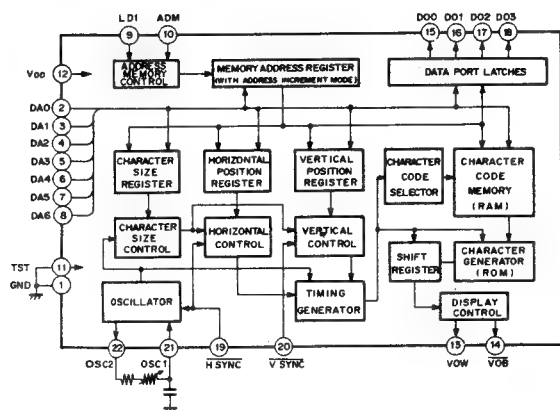 LD1 ADM
9 10
DO0 DO1 DO2 DO3
15 16 17 18
VDD 12
ADDRESS
MEMORY
CONTROL
MEMORY ADDRESS REGISTER
(WITH ADDRESS INCREMENT MODE)
DATA PORT LATCHES
DA0 2
DA1 3
DA2 4
DA3 5
DA4 6
DA5 7
DA6 8
CHARACTER
SIZE
REGISTER
HORIZONTAL
POSITION
REGISTER
VERTICAL
POSITION
REGISTER
CHARACTER
CODE
SELECTOR
CHARACTER
CODE
MEMORY
(RAM)
CHARACTER
SIZE
CONTROL
HORIZONTAL
CONTROL
VERTICAL
CONTROL
SHIFT
REGISTER
CHARACTER
GENERATOR
(ROM)
TST 11
GND 1
OSCILLATOR
TIMING
GENERATOR
DISPLAY
CONTROL
22 21 19 20 13 14
OSC2 OSC1 H SYNC V SYNC VOW VOB